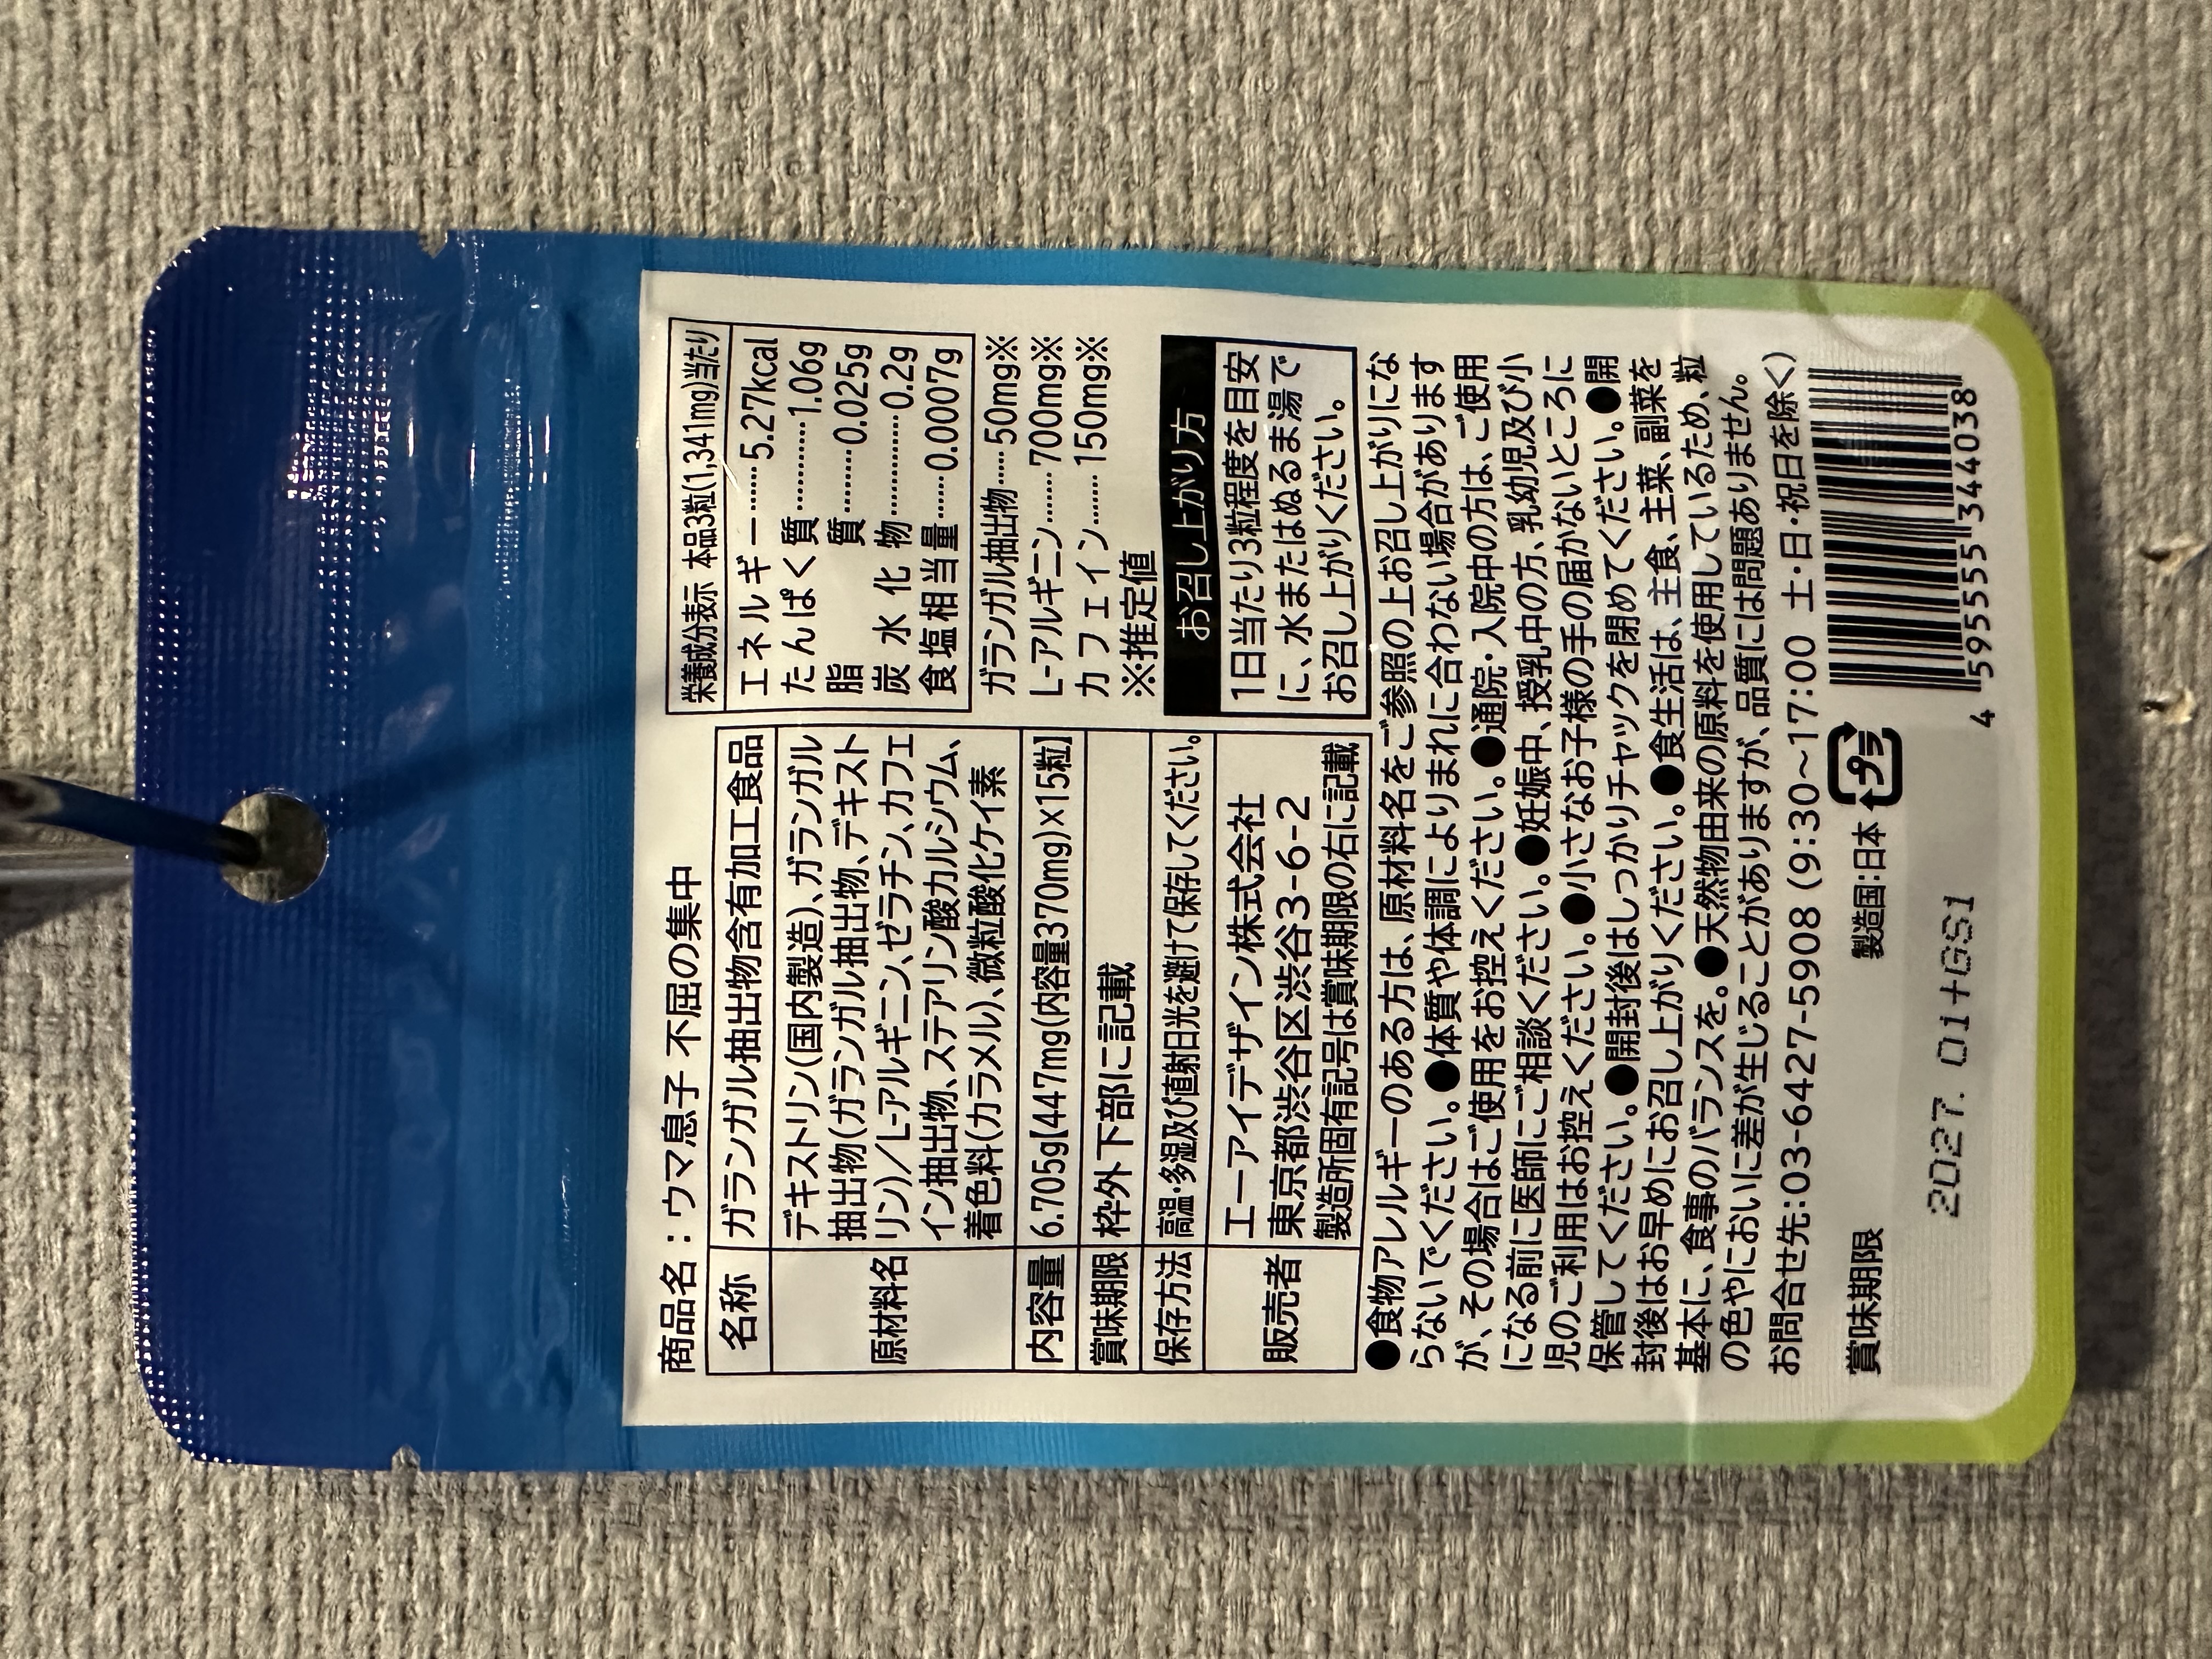 商品名：ウマ息子 不屈の集中
名称 ガランガル抽出物含有加工食品
原材料名
デキストリン(国内製造)、ガランガル
抽出物(ガランガル抽出物、デキスト
リン)／L-アルギニン、ゼラチン、カフェ
イン抽出物、ステアリン酸カルシウム、
着色料(カラメル)、微粒酸化ケイ素
内容量 6.705g【447mg(内容量370mg)×15粒】
賞味期限 枠外下部に記載
保存方法 高温・多湿及び直射日光を避けて保存してください。
販売者
エーアイデザイン株式会社
東京都渋谷区渋谷3-6-2
製造所固有記号は賞味期限の右に記載
栄養成分表示 本品3粒(1,341mg)当たり
エネルギー……5.27kcal
たんぱく質…………1.06g
脂質………0.025g
炭水化物…………0.2g
食塩相当量……0.0007g
ガランガル抽出物……50mg※
L-アルギニン………700mg※
カフェイン………150mg※
※推定値
お召し上がり方
1日当たり3粒程度を目安
に、水またはぬるま湯で
お召し上がりください。
●食物アレルギーのある方は、原材料名をご参照の上お召し上がりにな
らないでください。●体質や体調によりまれに合わない場合があります
が、その場合はご使用をお控えください。●通院・入院中の方は、ご使用
になる前に医師にご相談ください。●妊娠中、授乳中の方、乳幼児及び小
児のご利用はお控えください。●小さなお子様の手の届かないところに
保管してください。●開封後はしっかりチャックを閉めてください。●開
封後はお早めにお召し上がりください。●食生活は、主食、主菜、副菜を
基本に、食事のバランスを。●天然物由来の原料を使用しているため、粒
の色やにおいに差が生じることがありますが、品質には問題ありません。
お問合せ先:03-6427-5908 (9:30〜17:00 土・日・祝日を除く)
賞味期限
製造国:日本
プラ
2027. 01+GS1
4 595555 344038